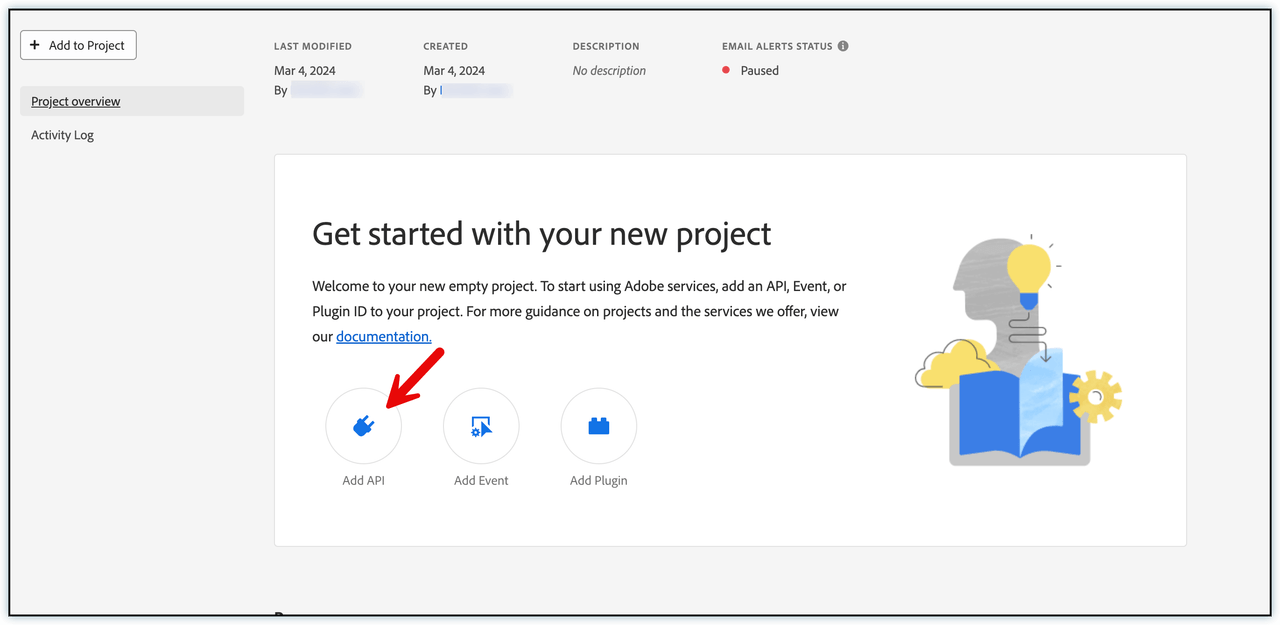 + Add to Project
Project overview
Activity Log
LAST MODIFIED
Mar 4, 2024
By
CREATED
Mar 4, 2024
By
DESCRIPTION
No description
EMAIL ALERTS STATUS
Paused
Get started with your new project
Welcome to your new empty project. To start using Adobe services, add an API, Event, or
Plugin ID to your project. For more guidance on projects and the services we offer, view
our documentation.
Add API
Add Event
Add Plugin